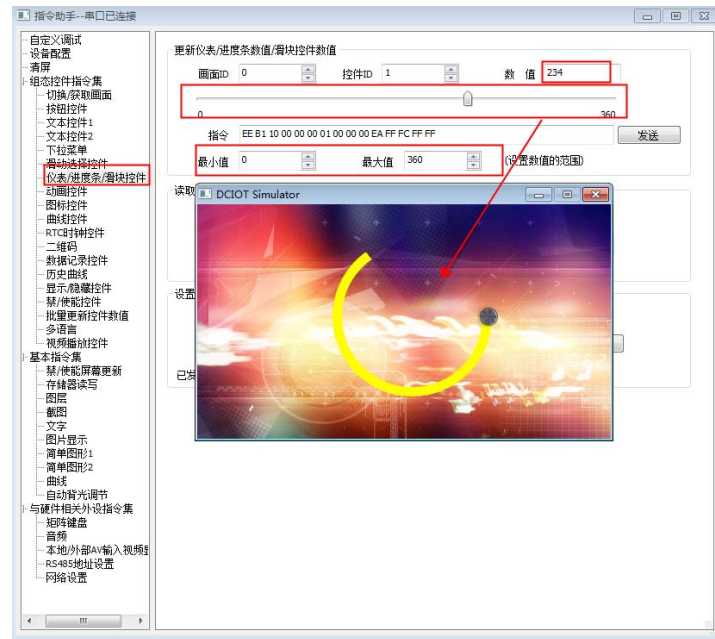 指令助手--串口已连接
自定义调试
设备配置
清屏
组态控件指令集
切换/获取画面
按钮控件
文本控件1
文本控件2
下拉菜单
滑动选择控件
仪表/进度条/滑块控件
动画控件
图标控件
曲线控件
RTC时钟控件
二维码
数据记录控件
历史曲线
显示/隐藏控件
禁/使能控件
批量更新控件数值
多语言
视频播放控件
基本指令集
禁/使能屏幕更新
存储器读写
图层
截图
文字
图片显示
简单图形1
简单图形2
曲线
自动背光调节
与硬件相关外设指令集
矩阵键盘
音频
本地/外部AV输入视频
RS485地址设置
网络设置
更新仪表/进度条数值/滑块控件数值
画面ID 0 控件ID 1 数 值 234
0 360
指令 EE B1 10 00 00 00 01 00 00 00 EA FF FC FF FF 发送
最小值 0 最大值 360 (设置数值的范围)
读取
DCIOT Simulator
设置
已发